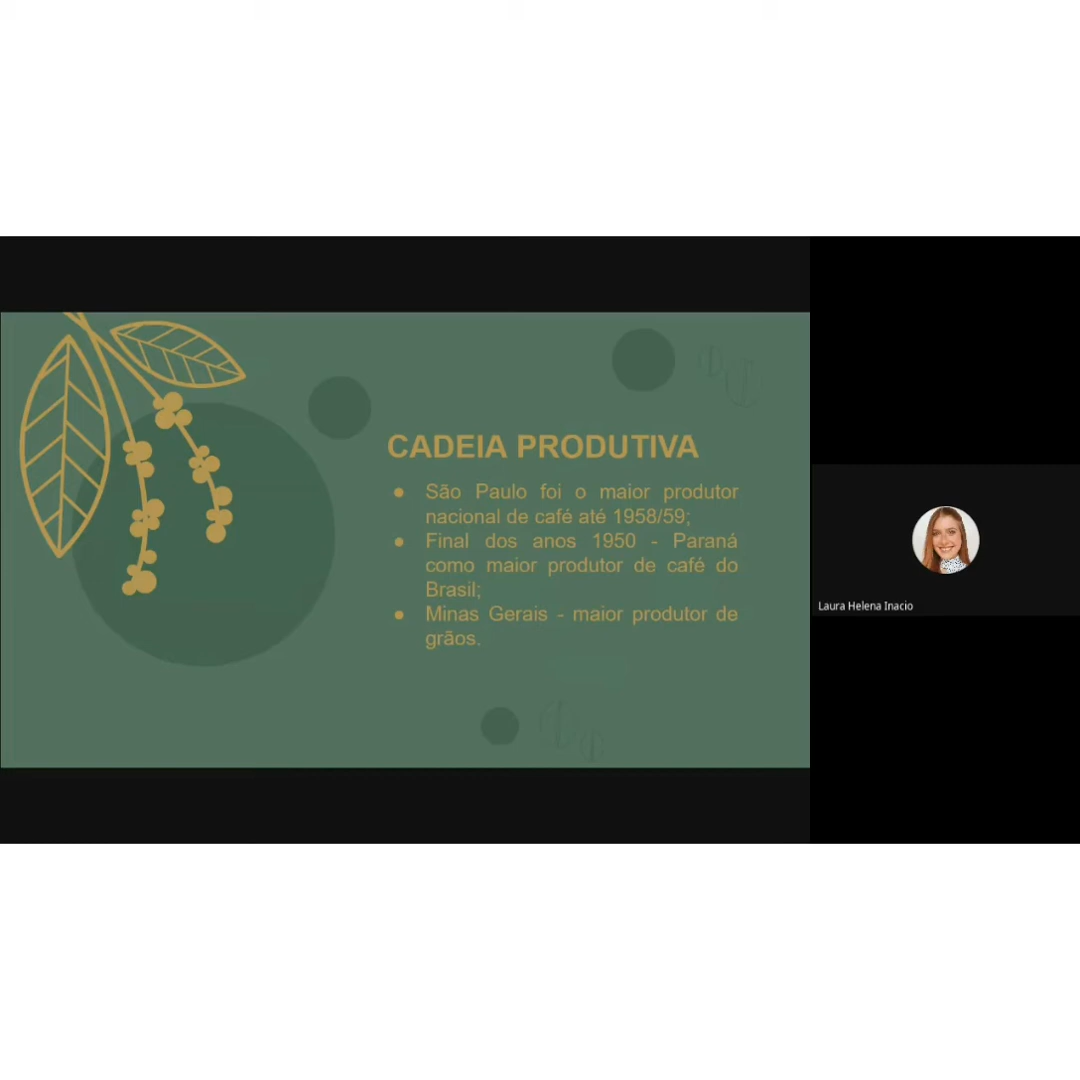 CADEIA PRODUTIVA
● São Paulo foi o maior produtor
nacional de café até 1958/59;
● Final dos anos 1950 - Paraná
como maior produtor de café do
Brasil;
● Minas Gerais - maior produtor de
grãos.
Laura Helena Inacio